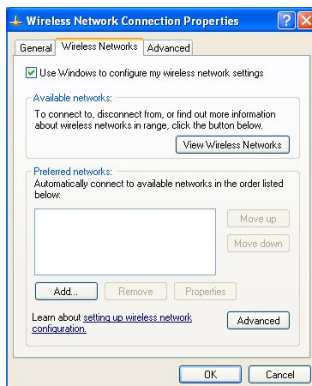 Wireless Network Connection Properties
General Wireless Networks Advanced
Use Windows to configure my wireless network settings
Available networks:
To connect to, disconnect from, or find out more information
about wireless networks in range, click the button below.
View Wireless Networks
Preferred networks:
Automatically connect to available networks in the order listed
below:
Move up
Move down
Add... Remove Properties
Learn about setting up wireless network
configuration.
Advanced
OK Cancel